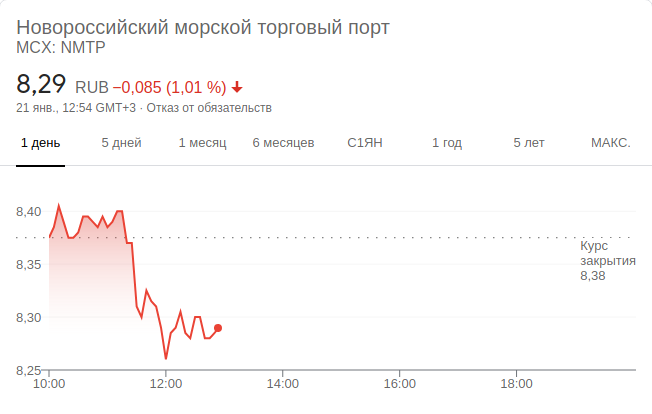 Новороссийский морской торговый порт
MCX: NMTP
8,29 RUB −0,085 (1,01 %)
21 янв., 12:54 GMT+3 · Отказ от обязательств
1 день 5 дней 1 месяц 6 месяцев С1ЯН 1 год 5 лет МАКС.
8,40
Курс
закрытия
8,38
8,35
8,30
8,25
10:00 12:00 14:00 16:00 18:00